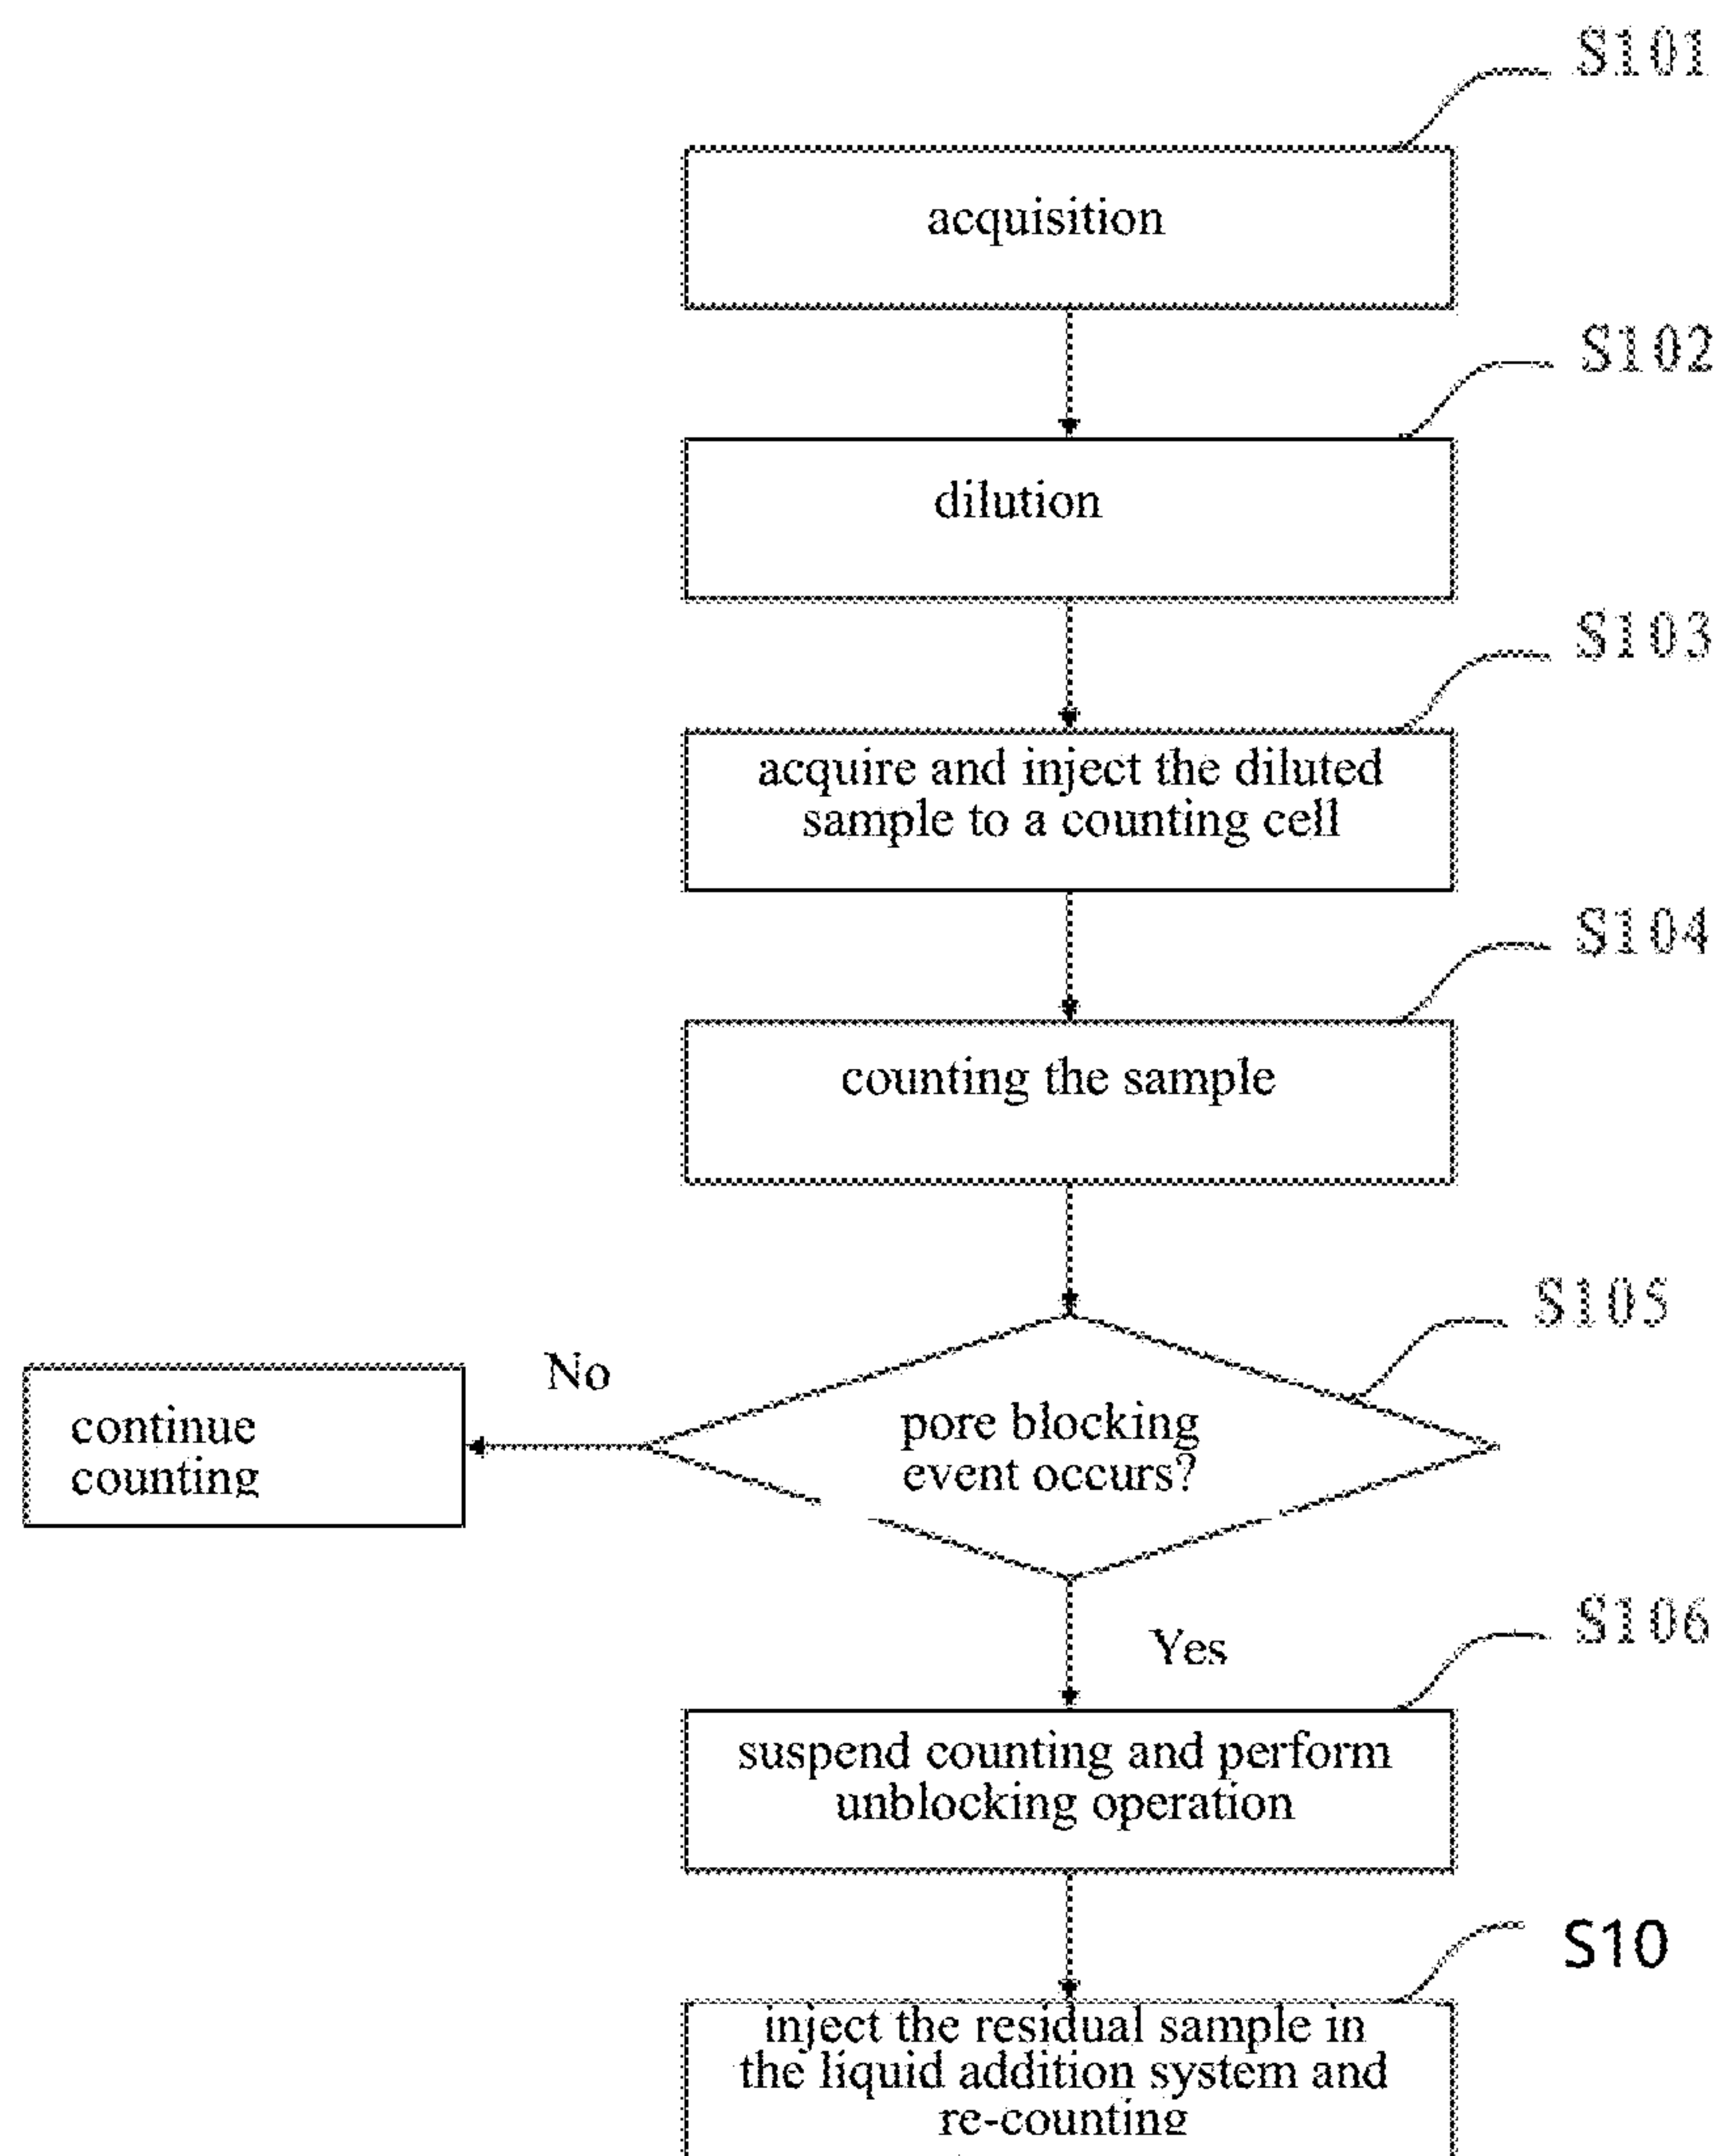 S101
acquisition
S102
dilution
S103
acquire and inject the diluted
sample to a counting cell
S104
counting the sample
S105
No
continue
counting
pore blocking
event occurs?
Yes
S106
suspend counting and perform
unblocking operation
S10
inject the residual sample in
the liquid addition system and
re-counting